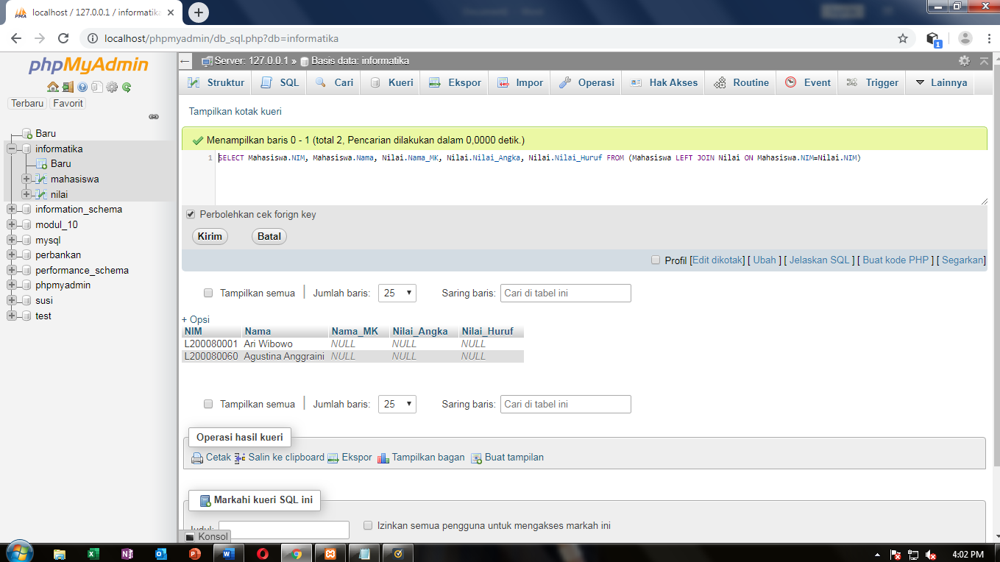 localhost / 127.0.0.1 / informatika
localhost/phpmyadmin/db_sql.php?db=informatika
1
phpMyAdmin
Terbaru Favorit
Baru
informatika
Baru
mahasiswa
nilai
information_schema
modul_10
mysql
perbankan
performance_schema
phpmyadmin
susi
test
Server: 127.0.0.1 » Basis data: informatika
Struktur SQL Cari Kueri Ekspor Impor Operasi Hak Akses Routine Event Trigger Lainnya
Tampilkan kotak kueri
Menampilkan baris 0 - 1 (total 2, Pencarian dilakukan dalam 0,0000 detik.)
1 SELECT Mahasiswa.NIM, Mahasiswa.Nama, Nilai.Nama_MK, Nilai.Nilai_Angka, Nilai.Nilai_Huruf FROM (Mahasiswa LEFT JOIN Nilai ON Mahasiswa.NIM=Nilai.NIM)
Perbolehkan cek forign key
Kirim Batal
Profil [Edit dikotak] [ Ubah ] [ Jelaskan SQL ] [ Buat kode PHP ] [ Segarkan]
Tampilkan semua | Jumlah baris: 25 Saring baris: Cari di tabel ini
+ Opsi
NIM Nama Nama_MK Nilai_Angka Nilai_Huruf
L200080001 Ari Wibowo NULL NULL NULL
L200080060 Agustina Anggraini NULL NULL NULL
Tampilkan semua | Jumlah baris: 25 Saring baris: Cari di tabel ini
Operasi hasil kueri
Cetak Salin ke clipboard Ekspor Tampilkan bagan Buat tampilan
Markahi kueri SQL ini
Judul: Izinkan semua pengguna untuk mengakses markah ini
Konsol
4:02 PM